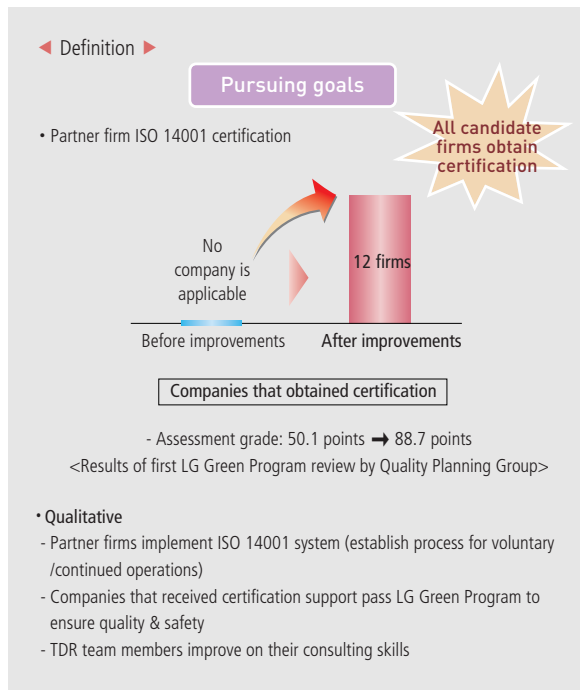 ◀ Definition ▶
Pursuing goals
• Partner firm ISO 14001 certification
All candidate
firms obtain
certification
No
company is
applicable
12 firms
Before improvements
After improvements
Companies that obtained certification
- Assessment grade: 50.1 points ➞ 88.7 points
<Results of first LG Green Program review by Quality Planning Group>
• Qualitative
- Partner firms implement ISO 14001 system (establish process for voluntary
/continued operations)
- Companies that received certification support pass LG Green Program to
ensure quality & safety
- TDR team members improve on their consulting skills